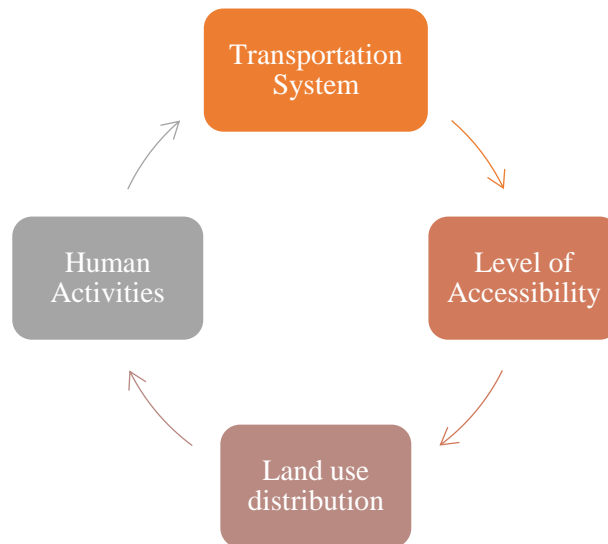 Transportation
System
Level of
Accessibility
Land use
distribution
Human
Activities